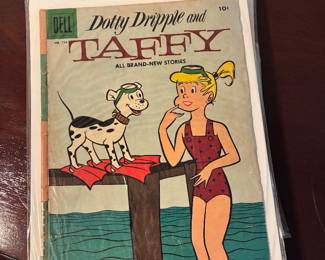 DELL
Dotty Dripple and
10¢
TAFFY
ALL BRAND-NEW STORIES